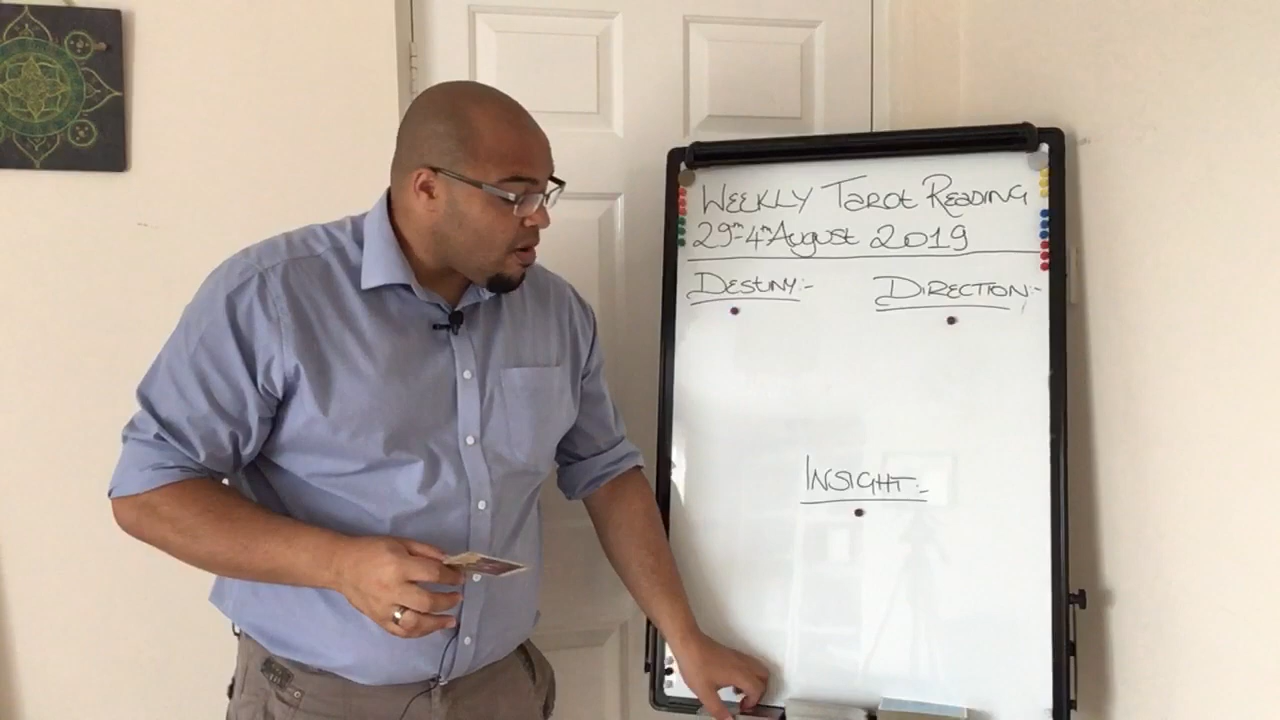 WEEKLY TAROT READING
29th-4th August 2019
DESTINY:-
DIRECTION:-
INSIGHT:-